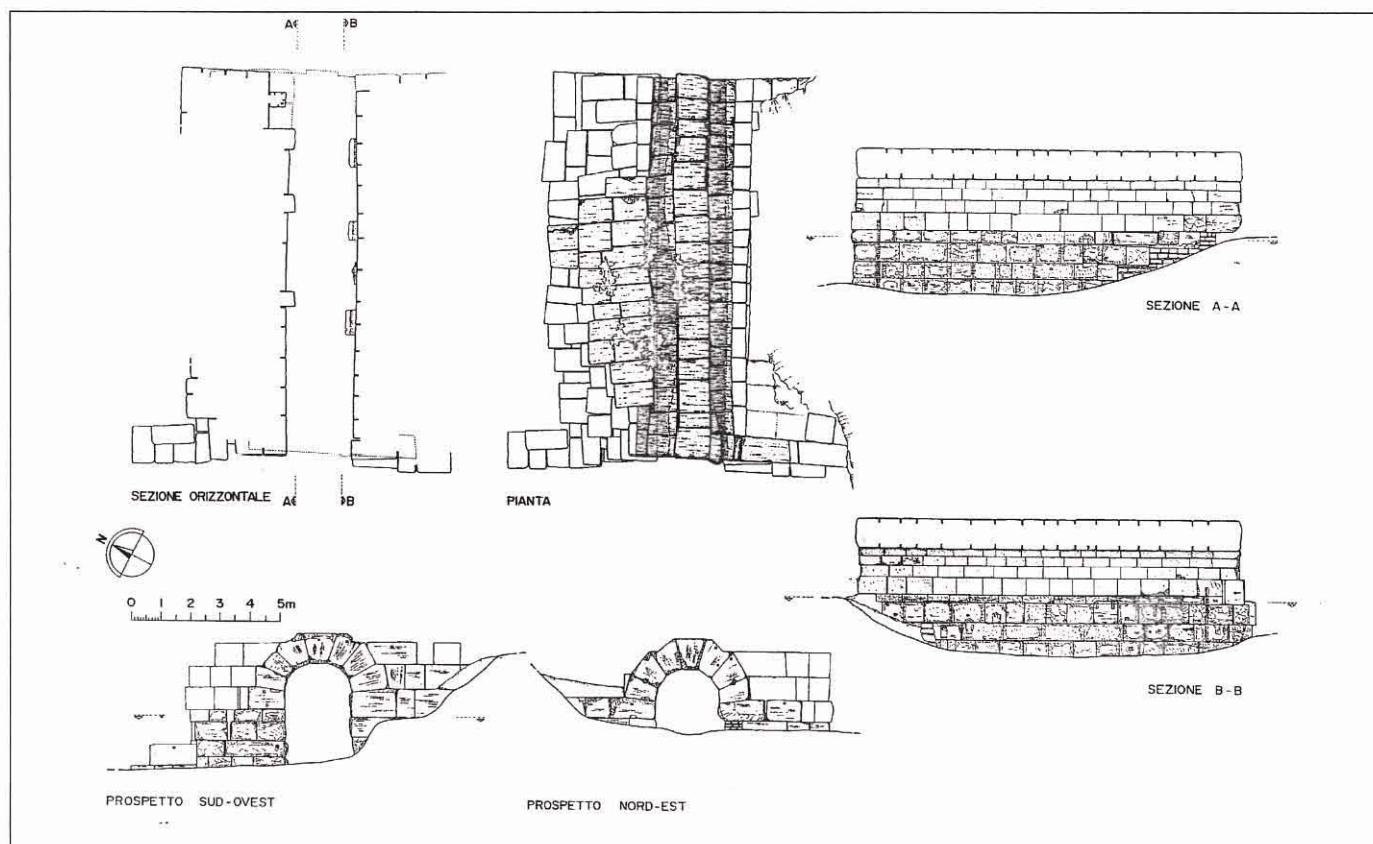 A B
SEZIONE ORIZZONTALE
A B
PIANTA
SEZIONE A-A
N
0 1 2 3 4 5m
SEZIONE B-B
PROSPETTO SUD-OVEST
PROSPETTO NORD-EST